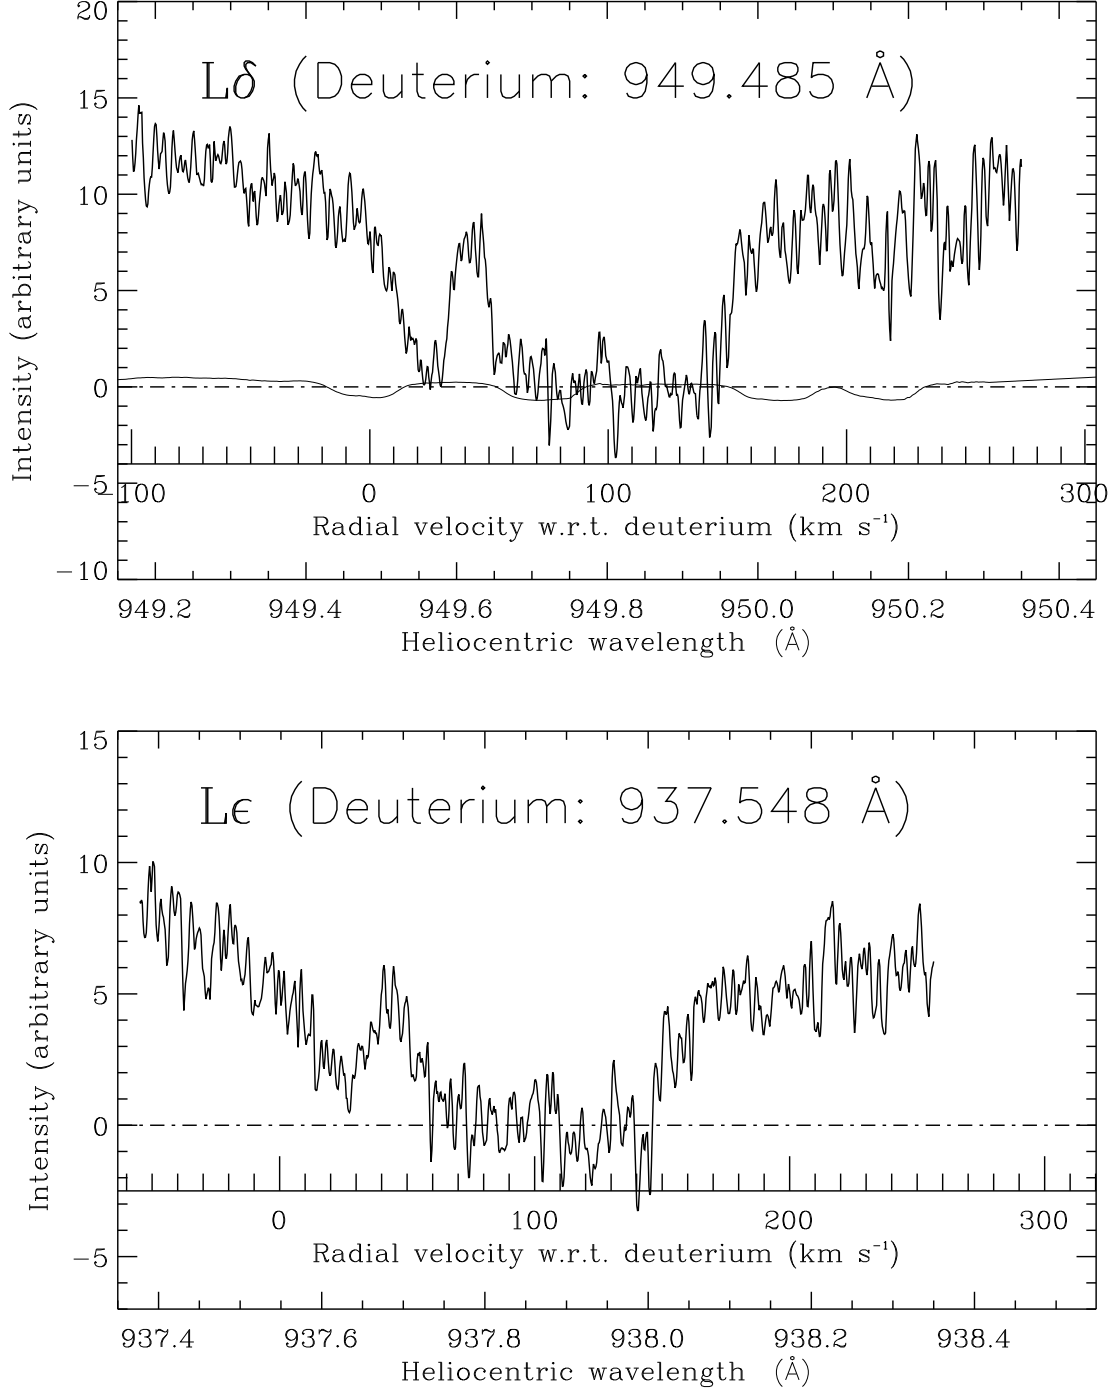 20
Lδ (Deuterium: 949.485 Å)
15
10
5
0
−5
−10
Intensity (arbitrary units)
−100 0 100 200 300
Radial velocity w.r.t. deuterium (km s⁻¹)
949.2 949.4 949.6 949.8 950.0 950.2 950.4
Heliocentric wavelength (Å)
15
Lϵ (Deuterium: 937.548 Å)
10
5
0
−5
Intensity (arbitrary units)
0 100 200 300
Radial velocity w.r.t. deuterium (km s⁻¹)
937.4 937.6 937.8 938.0 938.2 938.4
Heliocentric wavelength (Å)